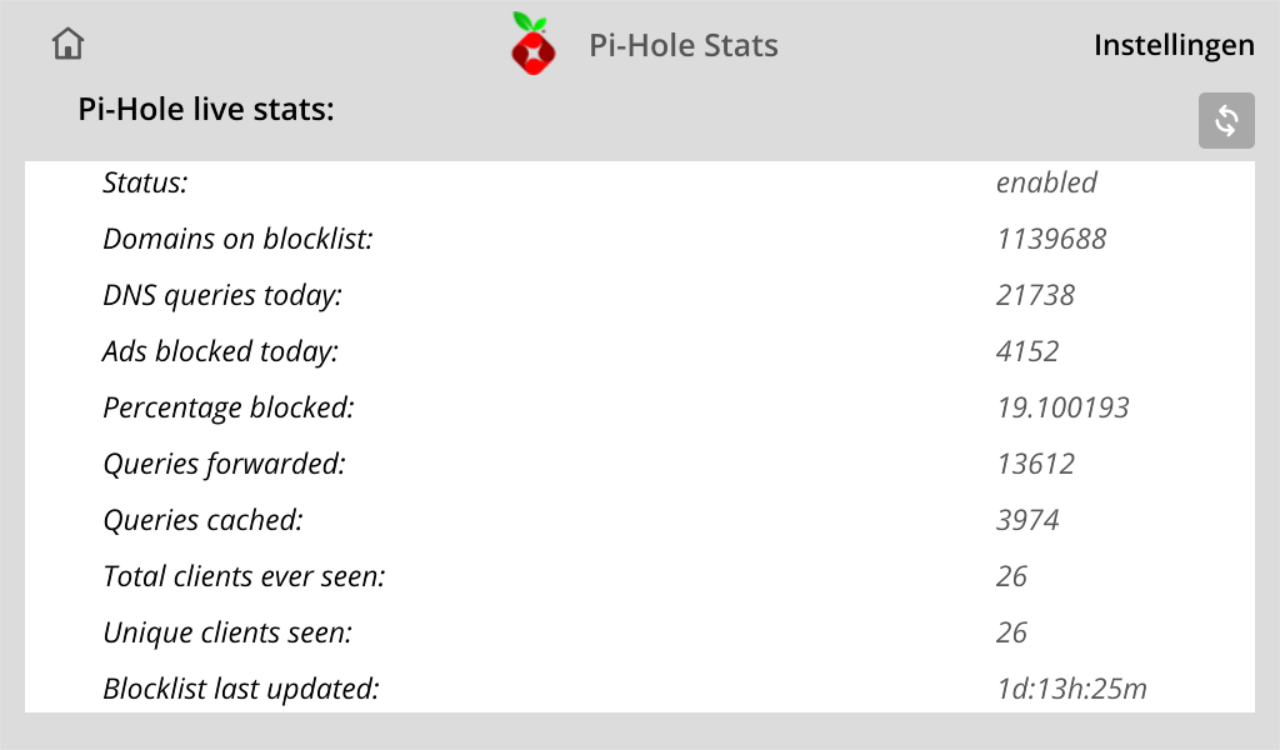 Pi-Hole Stats
Instellingen
Pi-Hole live stats:
Status: enabled
Domains on blocklist: 1139688
DNS queries today: 21738
Ads blocked today: 4152
Percentage blocked: 19.100193
Queries forwarded: 13612
Queries cached: 3974
Total clients ever seen: 26
Unique clients seen: 26
Blocklist last updated: 1d:13h:25m